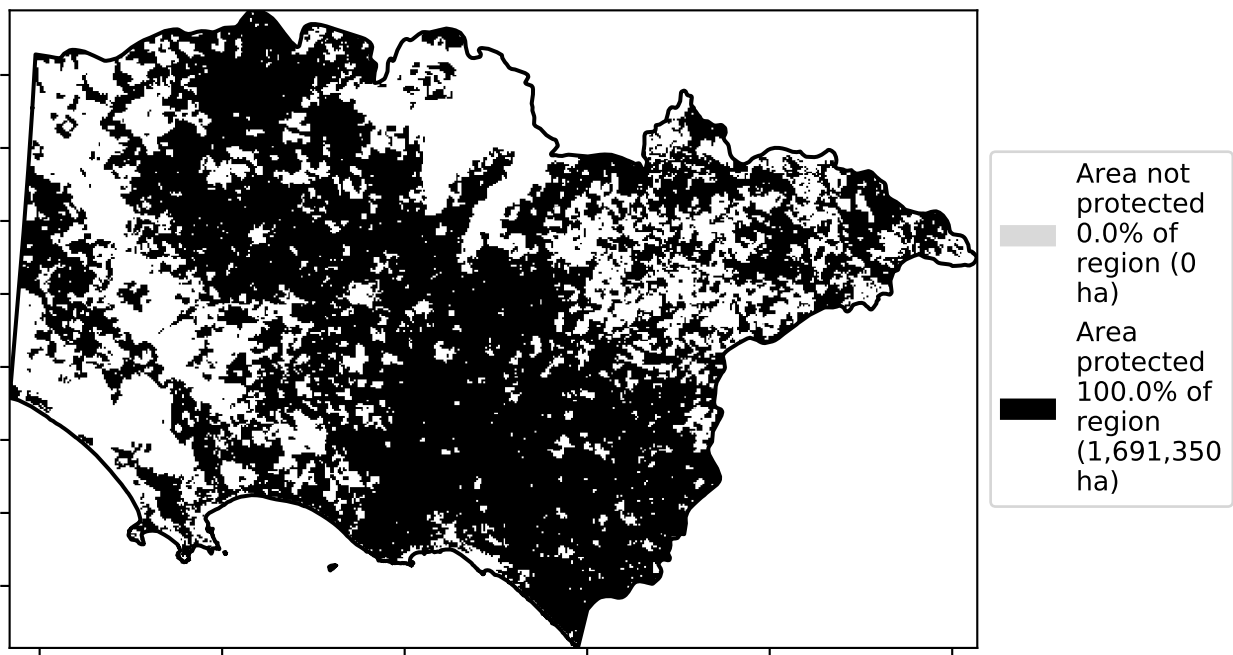 Area not
protected
0.0% of
region (0
ha)
Area
protected
100.0% of
region
(1,691,350
ha)